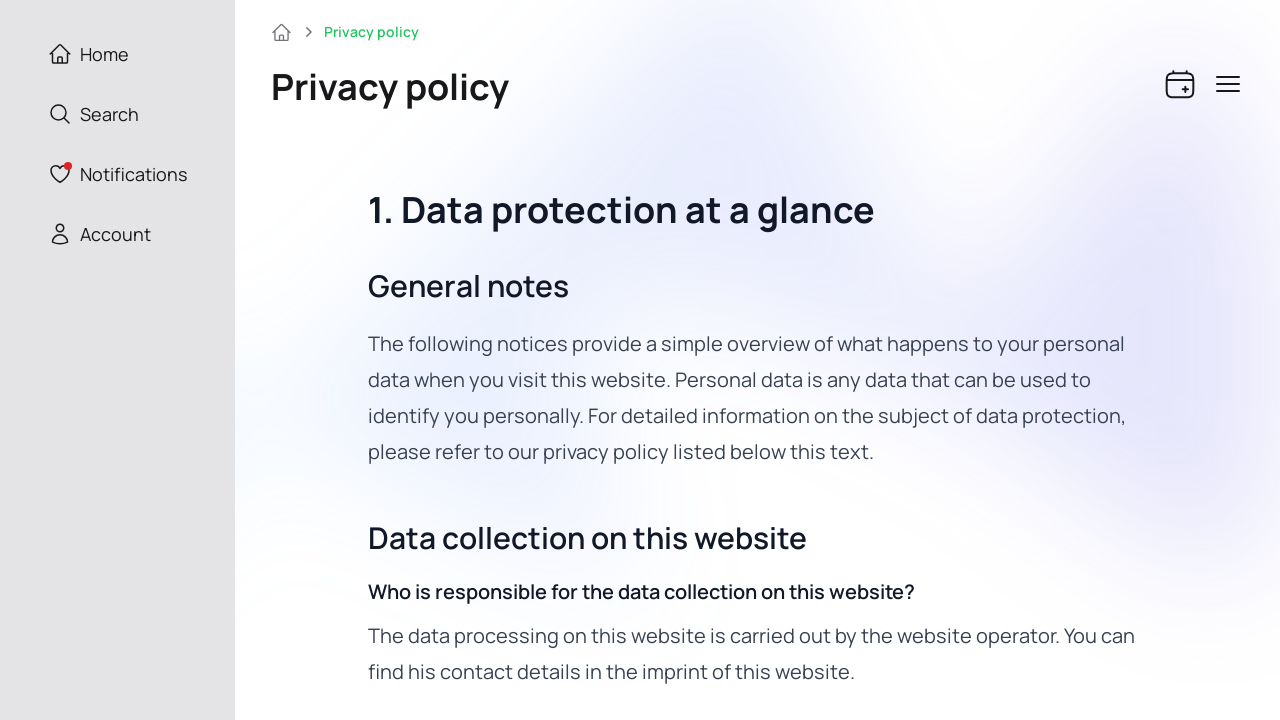 Home
Search
Notifications
Account
Privacy policy
Privacy policy
1. Data protection at a glance
General notes
The following notices provide a simple overview of what happens to your personal
data when you visit this website. Personal data is any data that can be used to
identify you personally. For detailed information on the subject of data protection,
please refer to our privacy policy listed below this text.
Data collection on this website
Who is responsible for the data collection on this website?
The data processing on this website is carried out by the website operator. You can
find his contact details in the imprint of this website.